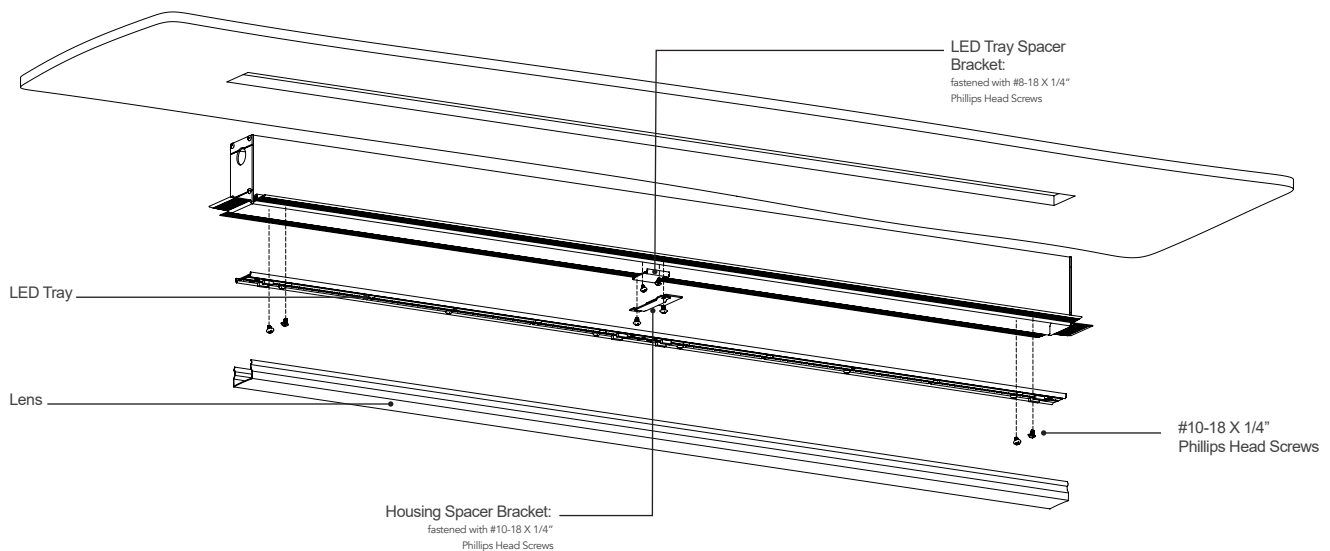 LED Tray Spacer
Bracket:
fastened with #8-18 X 1/4"
Phillips Head Screws
LED Tray
Lens
#10-18 X 1/4"
Phillips Head Screws
Housing Spacer Bracket:
fastened with #10-18 X 1/4"
Phillips Head Screws